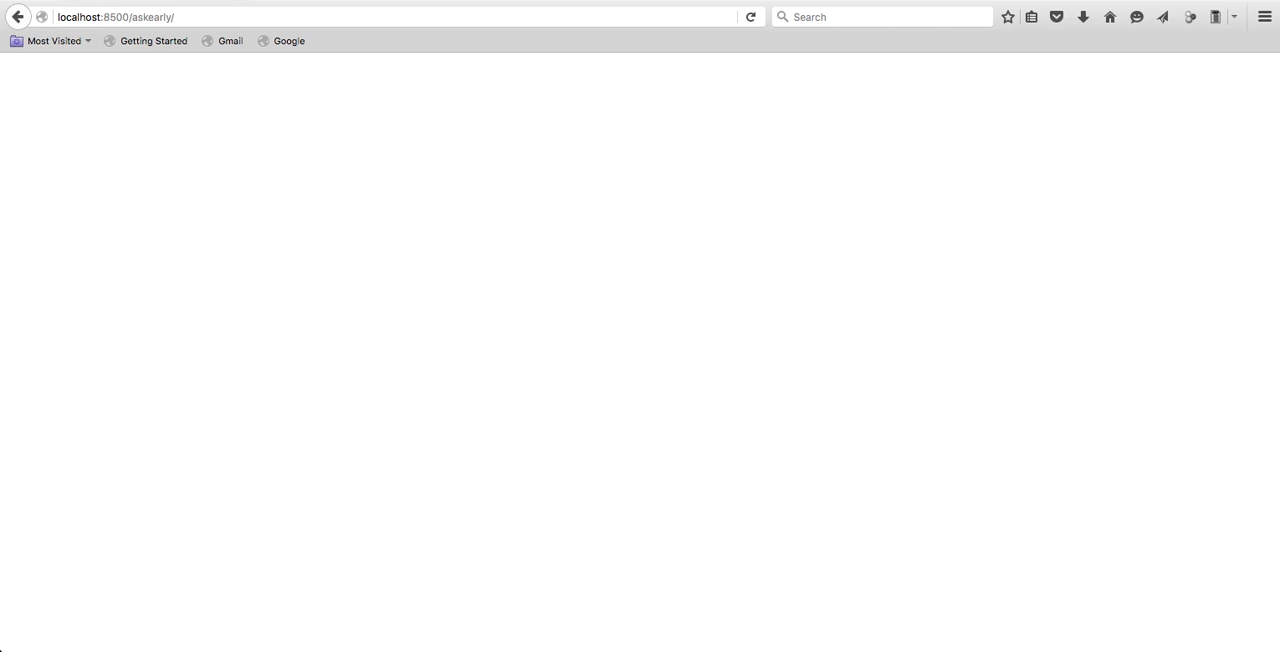 localhost:8500/askearly/
Search
Most Visited
Getting Started
Gmail
Google